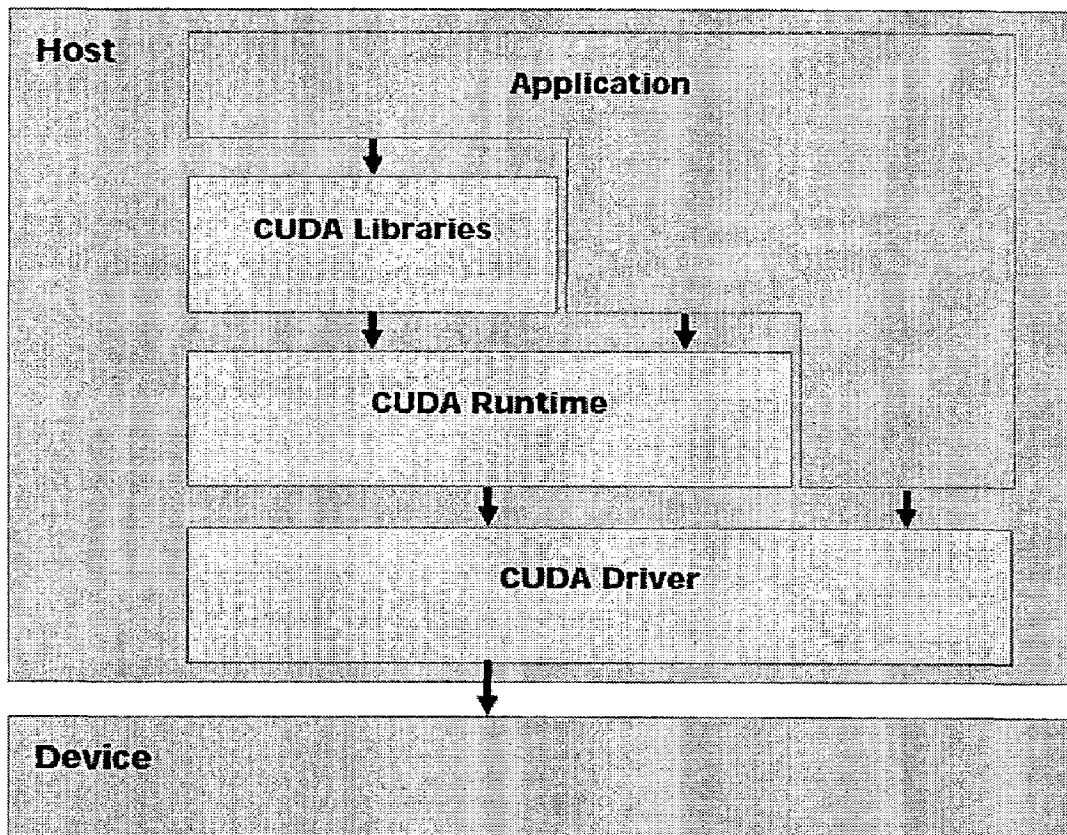 Host
Application
CUDA Libraries
CUDA Runtime
CUDA Driver
Device